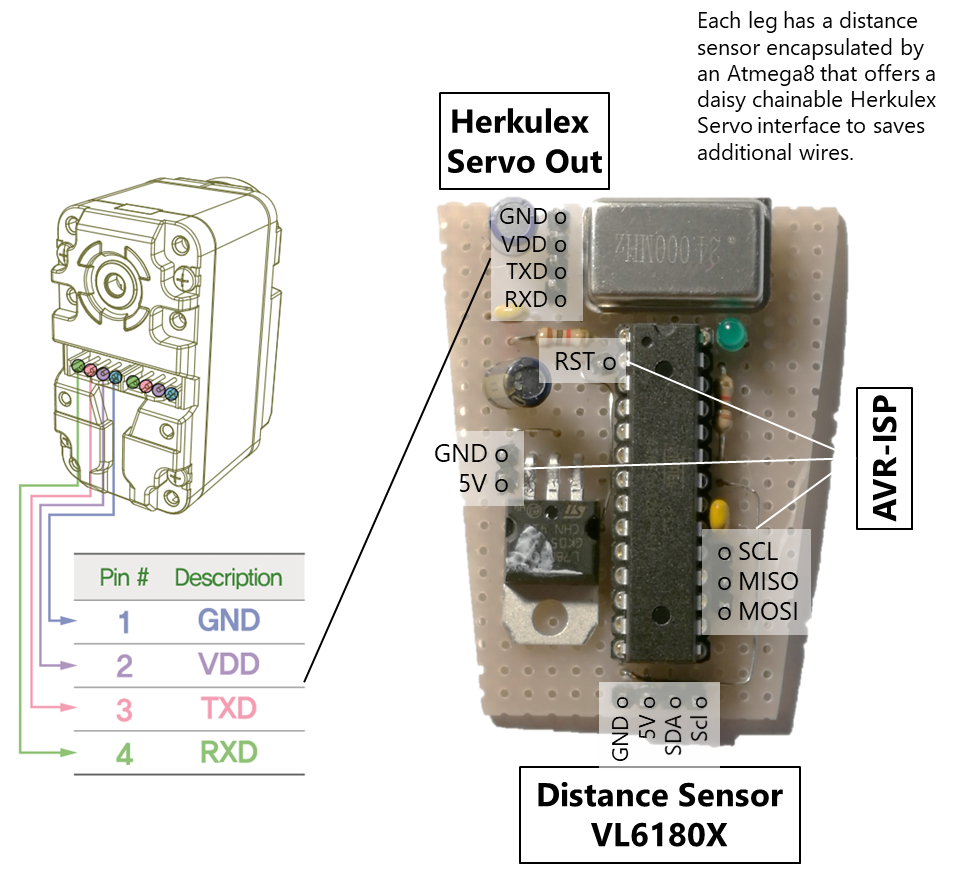 Each leg has a distance
sensor encapsulated by
an Atmega8 that offers a
daisy chainable Herkulex
Servo interface to saves
additional wires.
Herkulex
Servo Out
GND o
VDD o
TXD o
RXD o
24.000MHZ
RST o
GND o
5V o
AVR-ISP
o SCL
o MISO
o MOSI
Pin # Description
1 GND
2 VDD
3 TXD
4 RXD
GND o
5V o
SDA o
Scl o
Distance Sensor
VL6180X